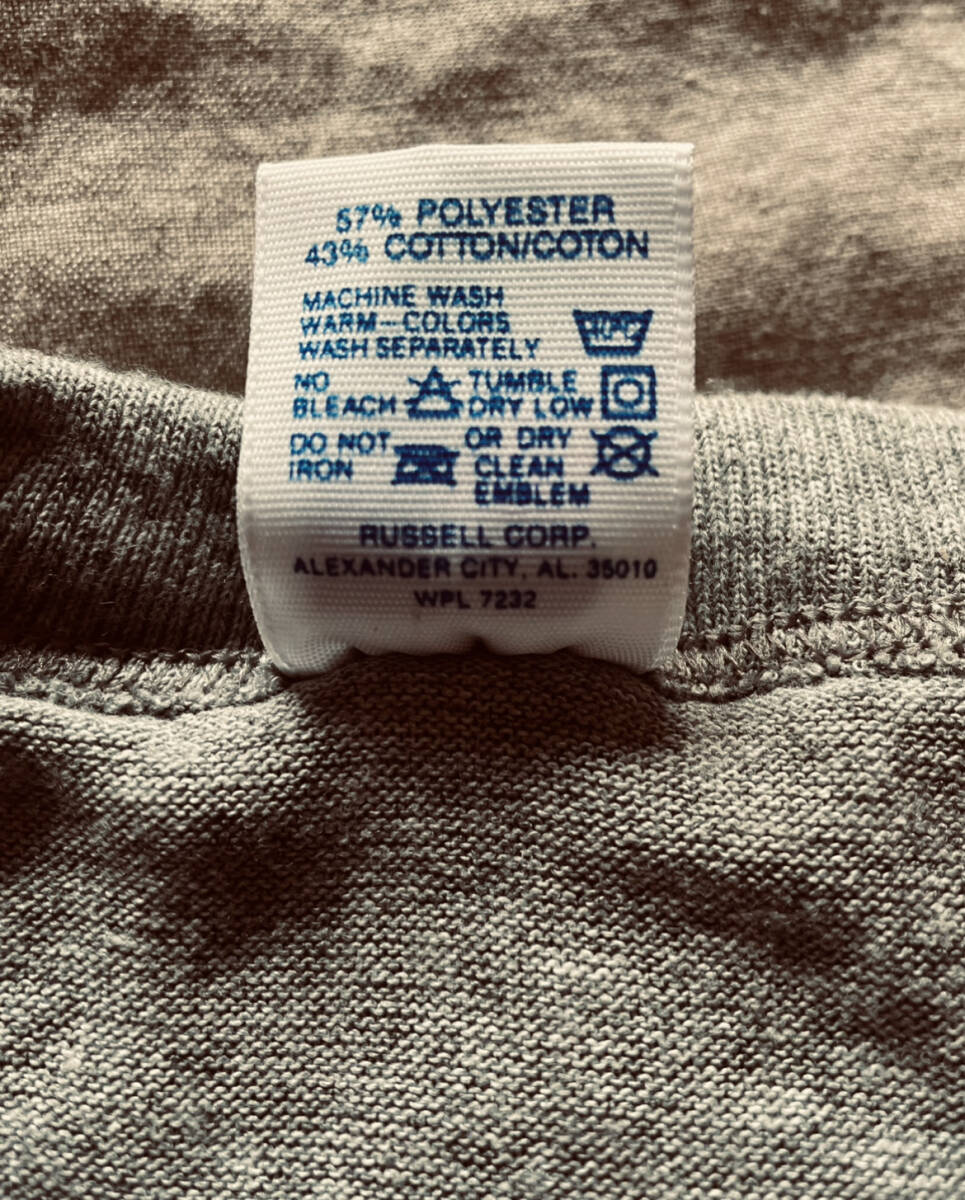 57% POLYESTER
43% COTTON/COTON
MACHINE WASH
WARM-COLORS
WASH SEPARATELY
40°C
NO
BLEACH
TUMBLE
DRY LOW
DO NOT
IRON
OR DRY
CLEAN
EMBLEM
RUSSELL CORP.
ALEXANDER CITY, AL. 35010
WPL 7232